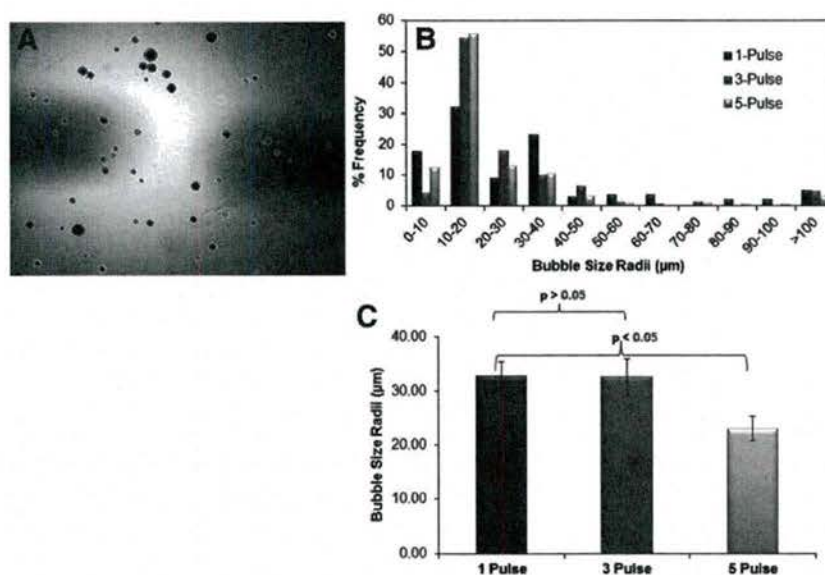 A
B
% Frequency
60
50
40
30
20
10
0
1-Pulse
3-Pulse
5-Pulse
0-10
10-20
20-30
30-40
40-50
50-60
60-70
70-80
80-90
90-100
>100
Bubble Size Radii (µm)
C
p > 0.05
p < 0.05
Bubble Size Radii (µm)
40.00
30.00
20.00
10.00
0.00
1 Pulse
3 Pulse
5 Pulse